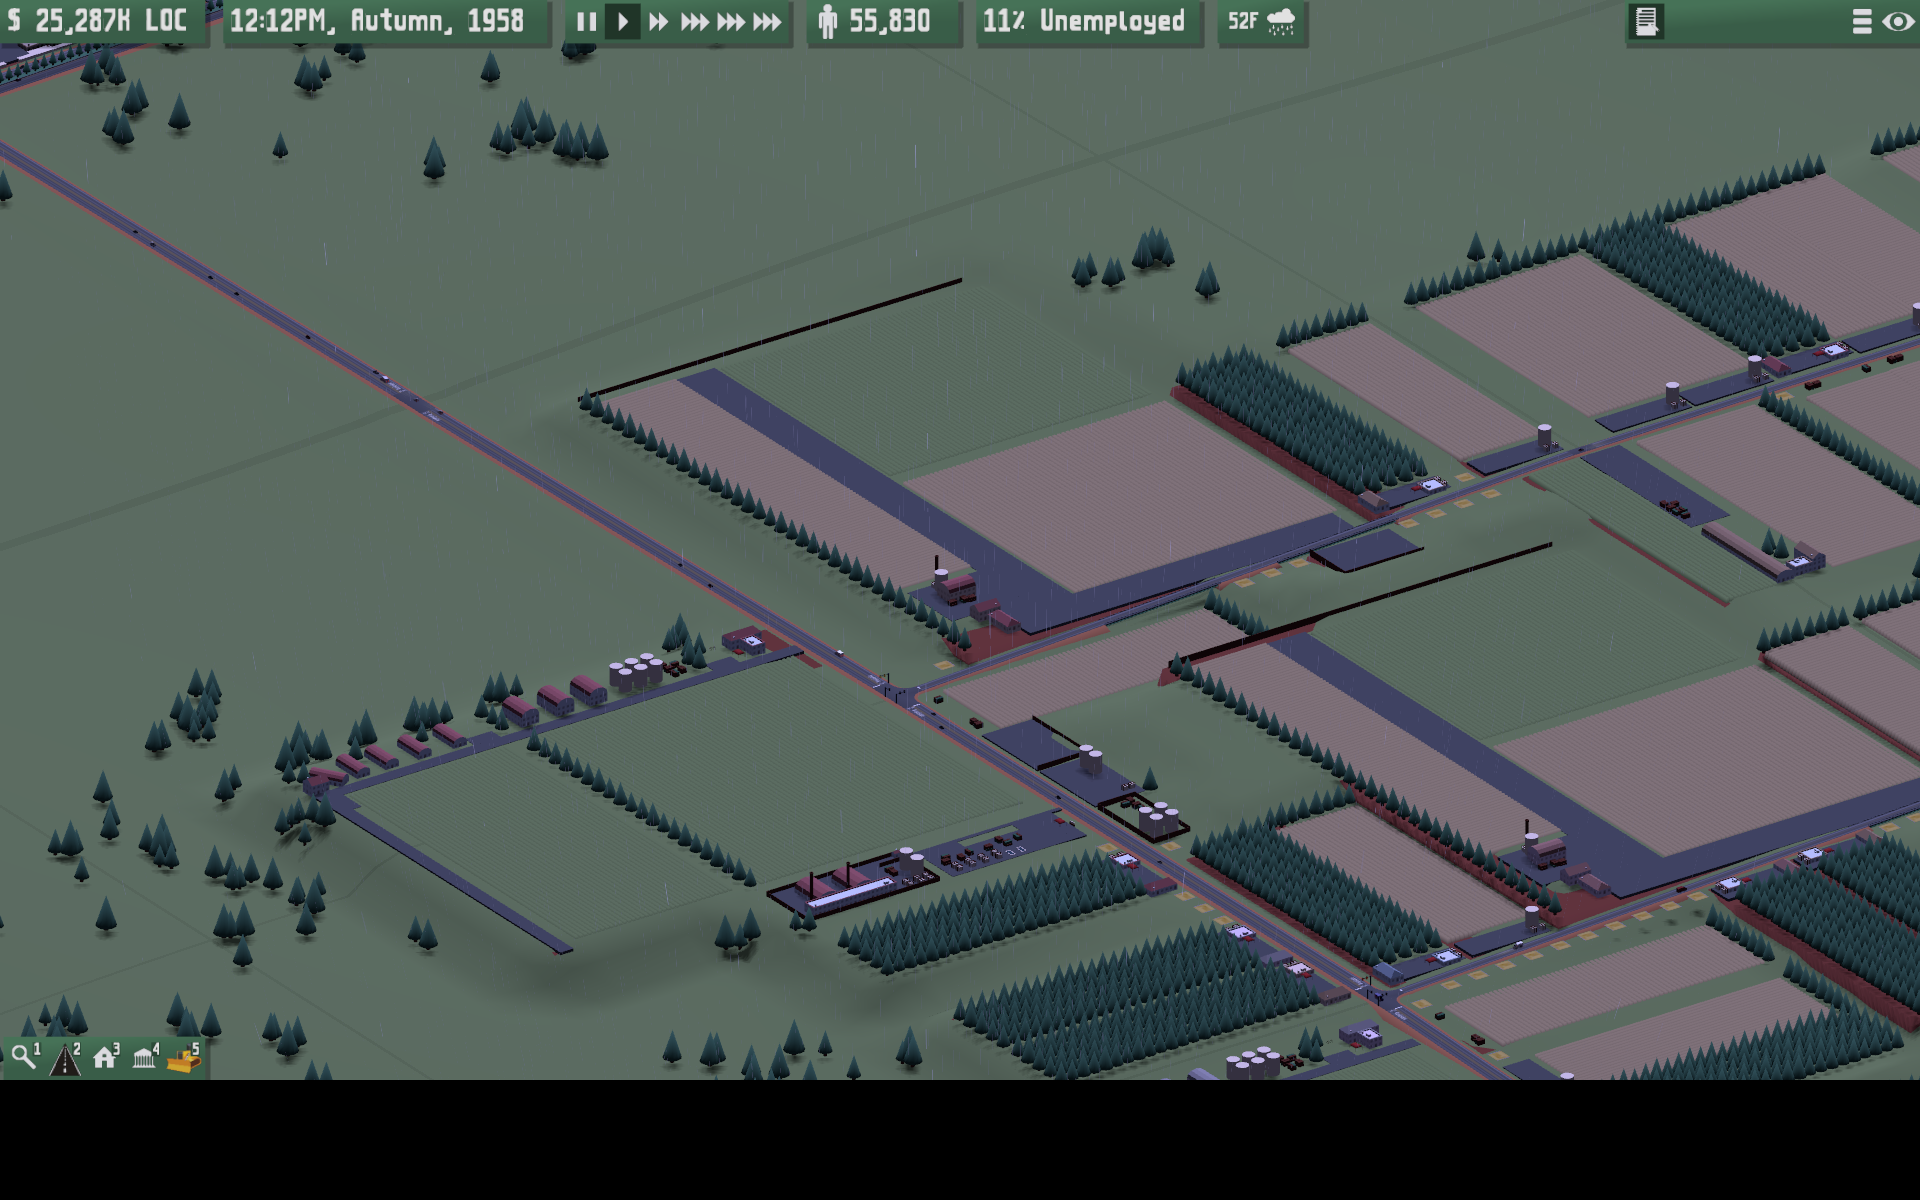 $ 25,287K LOC
12:12PM, Autumn, 1958
55,830
11% Unemployed
52F
1 2 3 4 5